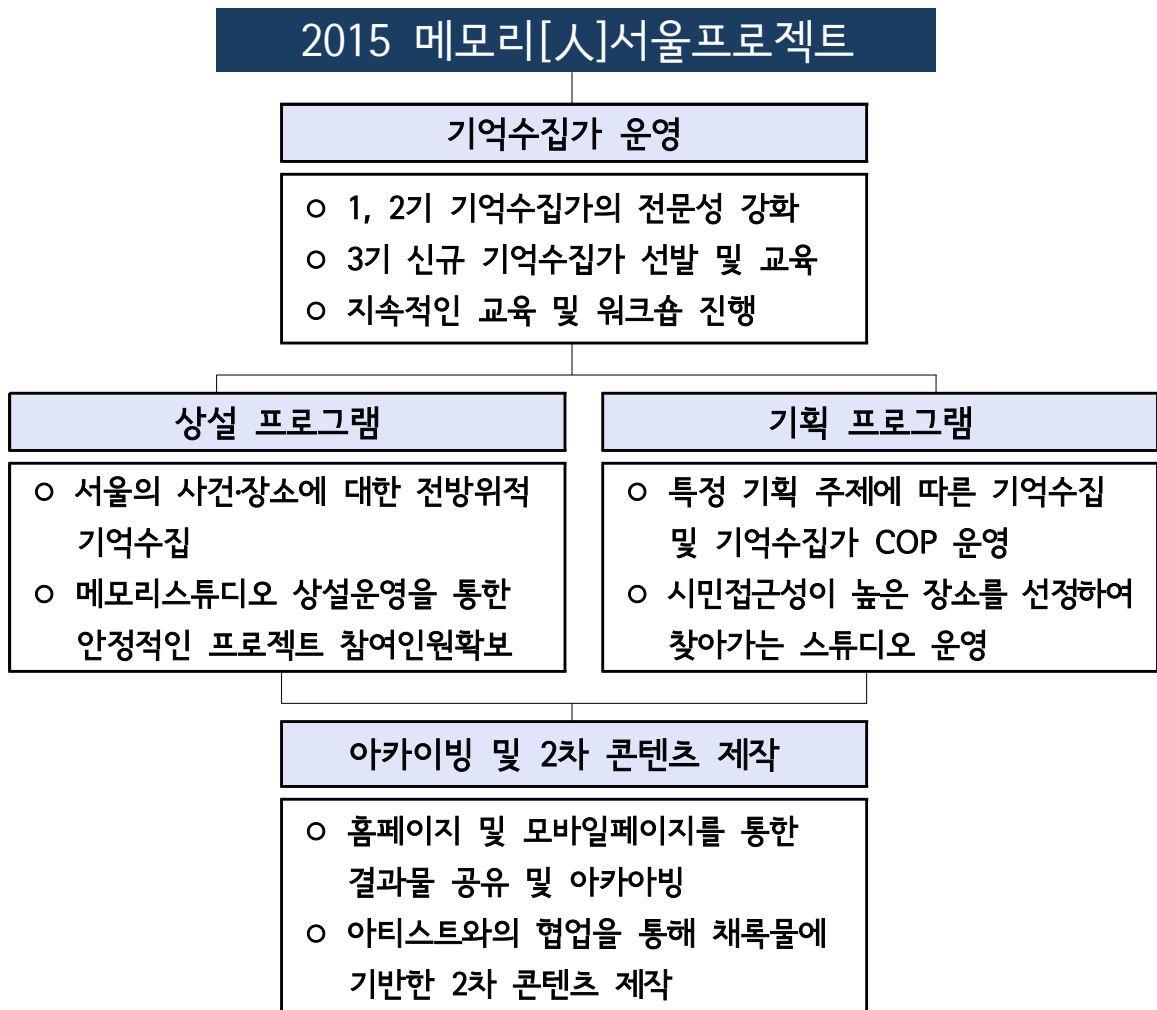 2015 메모리[人]서울프로젝트
기억수집가 운영
○ 1, 2기 기억수집가의 전문성 강화
○ 3기 신규 기억수집가 선발 및 교육
○ 지속적인 교육 및 워크숍 진행
상설 프로그램
○ 서울의 사건·장소에 대한 전방위적
기억수집
○ 메모리스튜디오 상설운영을 통한
안정적인 프로젝트 참여인원확보
기획 프로그램
○ 특정 기획 주제에 따른 기억수집
및 기억수집가 COP 운영
○ 시민접근성이 높은 장소를 선정하여
찾아가는 스튜디오 운영
아카이빙 및 2차 콘텐츠 제작
○ 홈페이지 및 모바일페이지를 통한
결과물 공유 및 아카아빙
○ 아티스트와의 협업을 통해 채록물에
기반한 2차 콘텐츠 제작